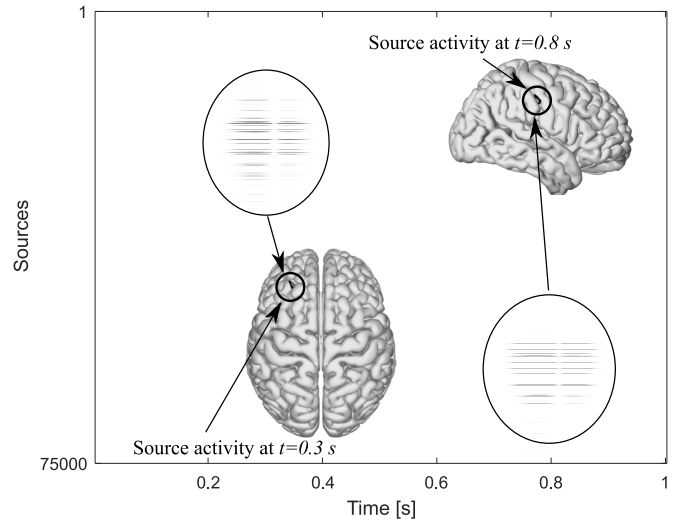 1
Source activity at t=0.8 s
Sources
Source activity at t=0.3 s
75000
0.2 0.4 0.6 0.8 1
Time [s]